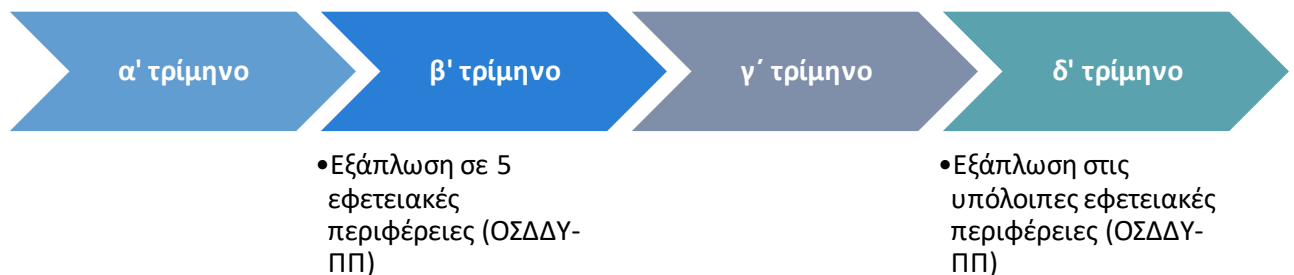 α' τρίμηνο
β' τρίμηνο
γ΄ τρίμηνο
δ' τρίμηνο
•Εξάπλωση σε 5
εφετειακές
περιφέρειες (ΟΣΔΔΥ-
ΠΠ)
•Εξάπλωση στις
υπόλοιπες εφετειακές
περιφέρειες (ΟΣΔΔΥ-
ΠΠ)